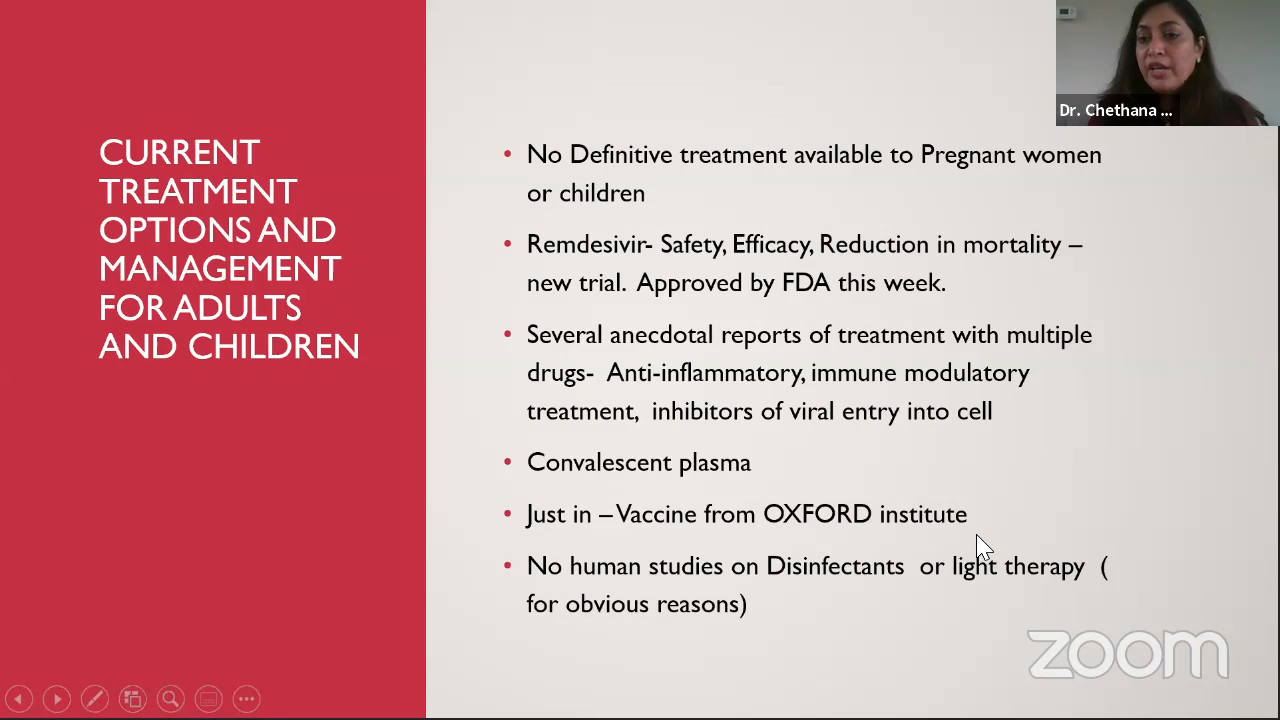 Dr. Chethana ...
CURRENT
TREATMENT
OPTIONS AND
MANAGEMENT
FOR ADULTS
AND CHILDREN
• No Definitive treatment available to Pregnant women
or children
• Remdesivir- Safety, Efficacy, Reduction in mortality –
new trial. Approved by FDA this week.
• Several anecdotal reports of treatment with multiple
drugs- Anti-inflammatory, immune modulatory
treatment, inhibitors of viral entry into cell
• Convalescent plasma
• Just in – Vaccine from OXFORD institute
• No human studies on Disinfectants or light therapy (
for obvious reasons)
zoom